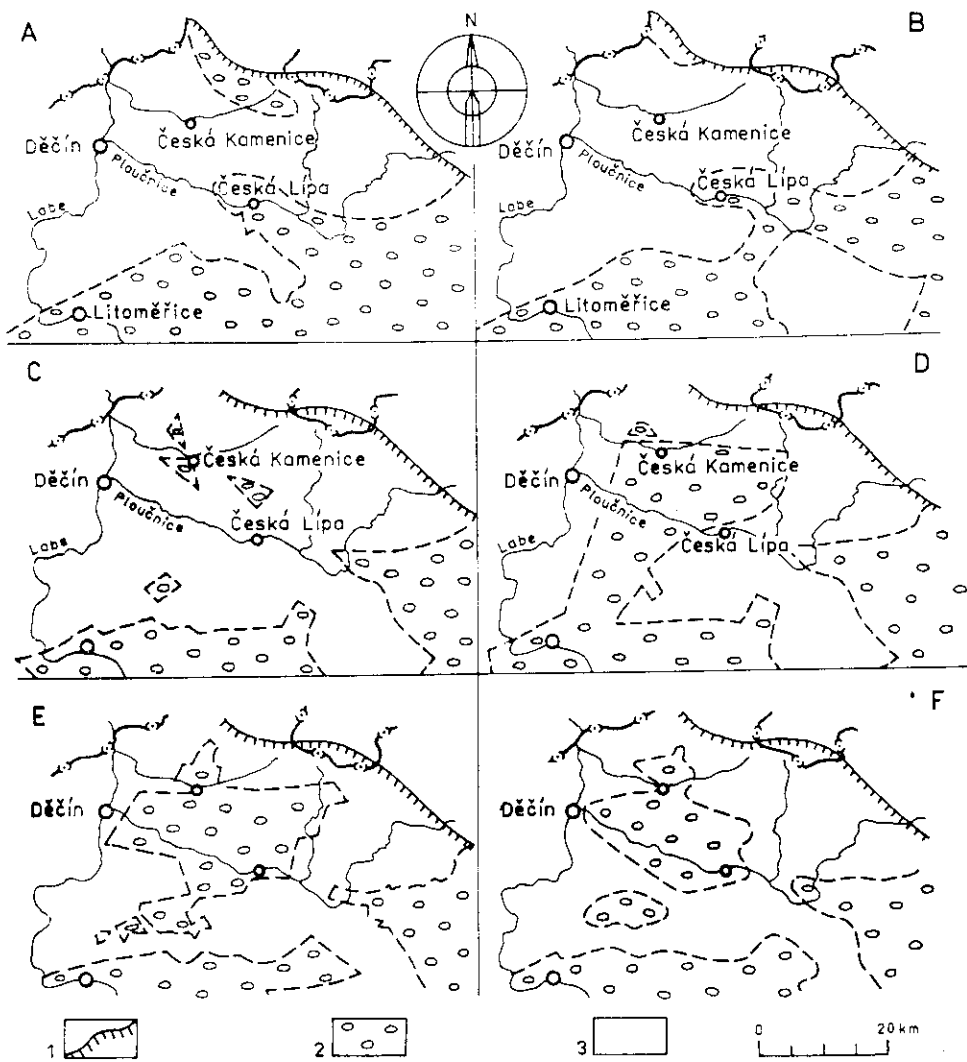 A
N
B
Děčín
Česká Kamenice
Ploučnice
Česká Lípa
Labe
Litoměřice
Děčín
Česká Kamenice
Ploučnice
Česká Lípa
Labe
Litoměřice
C
D
Děčín
Česká Kamenice
Ploučnice
Česká Lípa
Labe
Děčín
Česká Kamenice
Ploučnice
Česká Lípa
Labe
E
F
Děčín
Děčín
1
2
3
0 20 km